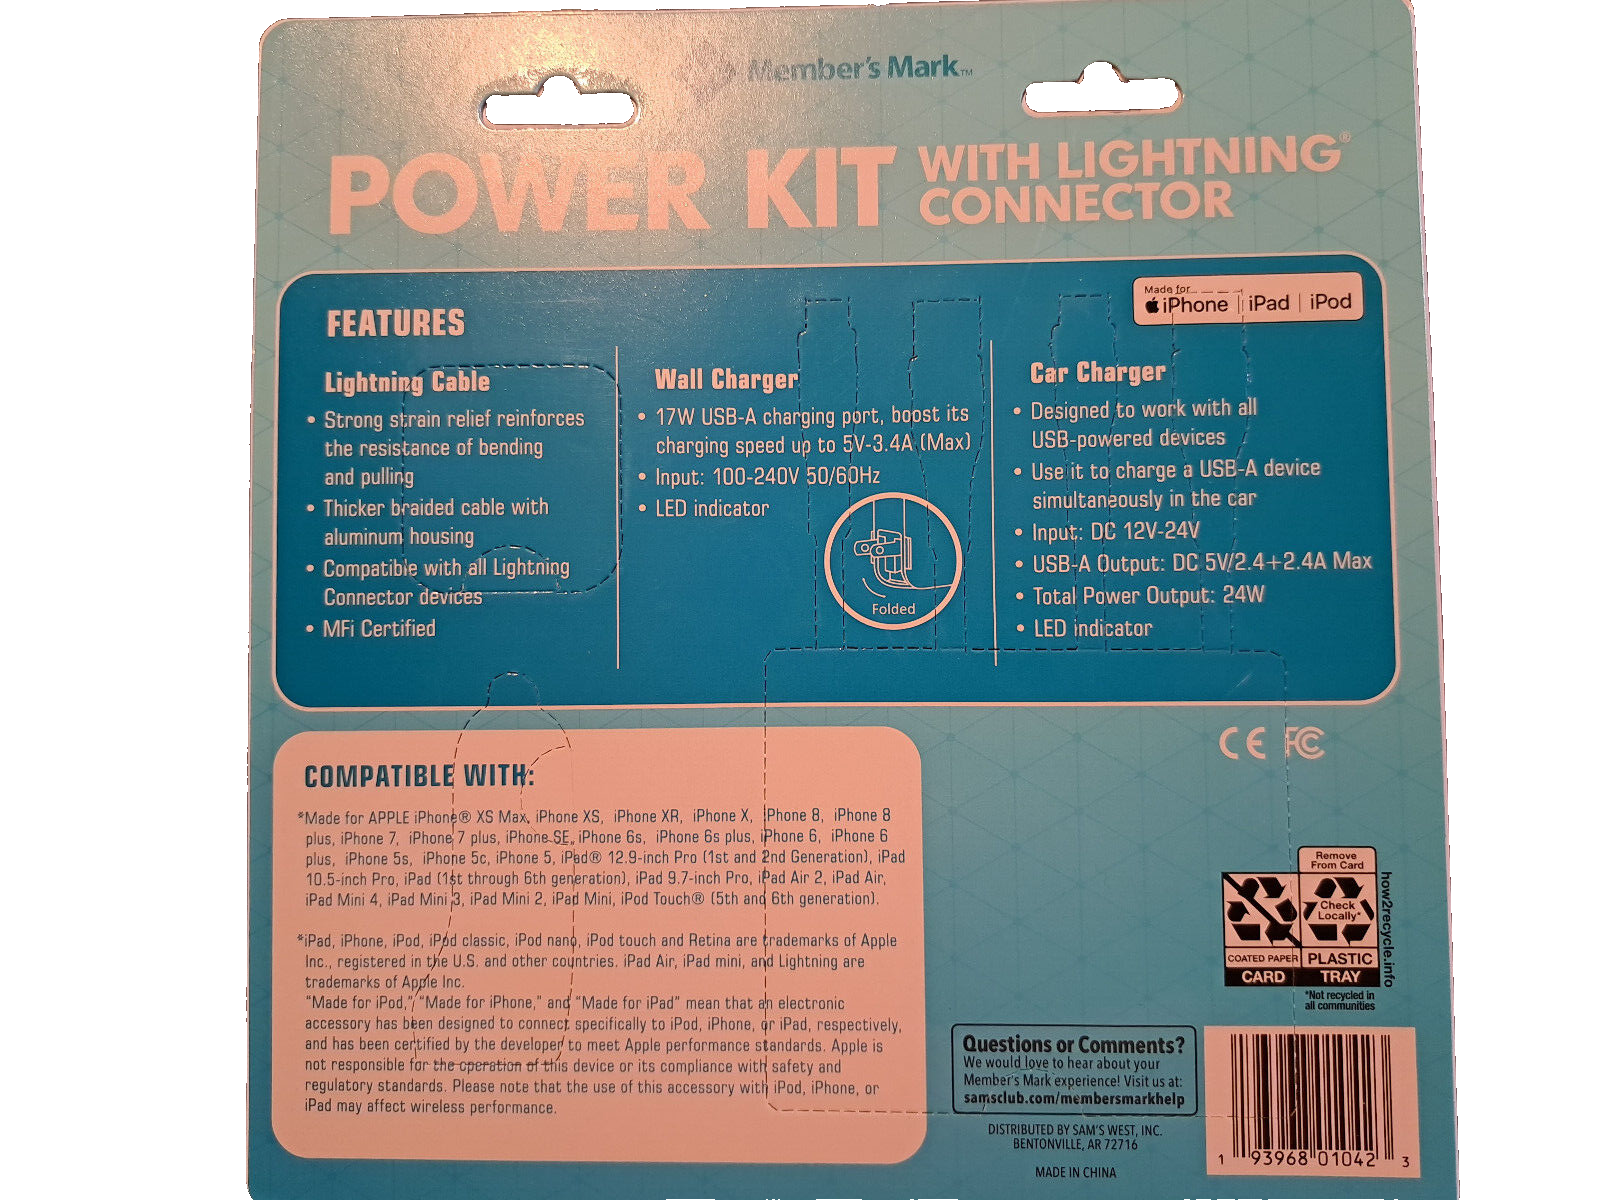 Member's Mark™
POWER KIT WITH LIGHTNING®
CONNECTOR
Made for
iPhone | iPad | iPod
FEATURES
Lightning Cable
• Strong strain relief reinforces
the resistance of bending
and pulling
• Thicker braided cable with
aluminum housing
• Compatible with all Lightning
Connector devices
• MFi Certified
Wall Charger
• 17W USB-A charging port, boost its
charging speed up to 5V-3.4A (Max)
• Input: 100-240V 50/60Hz
• LED indicator
Folded
Car Charger
• Designed to work with all
USB-powered devices
• Use it to charge a USB-A device
simultaneously in the car
• Input: DC 12V-24V
• USB-A Output: DC 5V/2.4+2.4A Max
• Total Power Output: 24W
• LED indicator
COMPATIBLE WITH:
*Made for APPLE iPhone® XS Max, iPhone XS, iPhone XR, iPhone X, iPhone 8, iPhone 8
plus, iPhone 7, iPhone 7 plus, iPhone SE, iPhone 6s, iPhone 6s plus, iPhone 6, iPhone 6
plus, iPhone 5s, iPhone 5c, iPhone 5, iPad® 12.9-inch Pro (1st and 2nd Generation), iPad
10.5-inch Pro, iPad (1st through 6th generation), iPad 9.7-inch Pro, iPad Air 2, iPad Air,
iPad Mini 4, iPad Mini 3, iPad Mini 2, iPad Mini, iPod Touch® (5th and 6th generation).
*iPad, iPhone, iPod, iPod classic, iPod nano, iPod touch and Retina are trademarks of Apple
Inc., registered in the U.S. and other countries. iPad Air, iPad mini, and Lightning are
trademarks of Apple Inc.
"Made for iPod," "Made for iPhone," and "Made for iPad" mean that an electronic
accessory has been designed to connect specifically to iPod, iPhone, or iPad, respectively,
and has been certified by the developer to meet Apple performance standards. Apple is
not responsible for the operation of this device or its compliance with safety and
regulatory standards. Please note that the use of this accessory with iPod, iPhone, or
iPad may affect wireless performance.
CE FC
Remove
From Card
Check
Locally*
COATED PAPER
CARD
PLASTIC
TRAY
*Not recycled in
all communities
how2recycle.info
Questions or Comments?
We would love to hear about your
Member's Mark experience! Visit us at:
samsclub.com/membersmarkhelp
DISTRIBUTED BY SAM'S WEST, INC.
BENTONVILLE, AR 72716
MADE IN CHINA
1 93968 01042 3